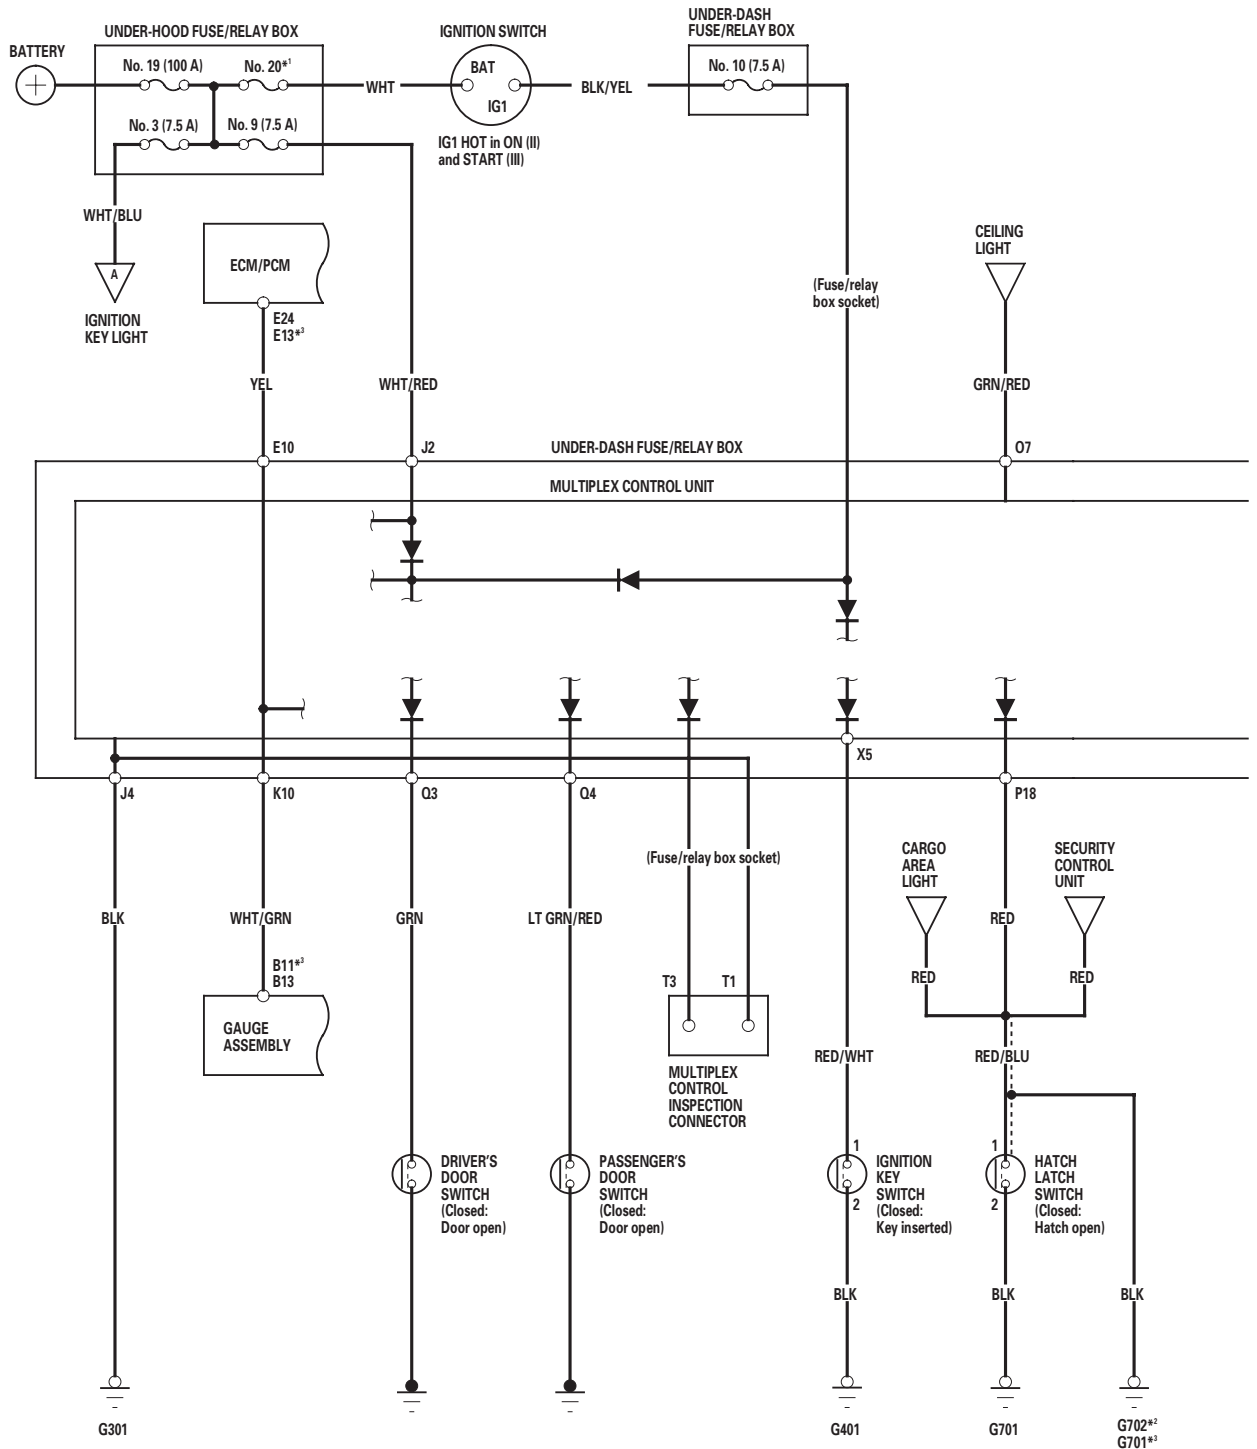 UNDER-DASH
FUSE/RELAY BOX
UNDER-HOOD FUSE/RELAY BOX
IGNITION SWITCH
BATTERY
No. 19 (100 A)
No. 20*1
BAT
IG1
No. 10 (7.5 A)
WHT
BLK/YEL
No. 3 (7.5 A)
No. 9 (7.5 A)
IG1 HOT in ON (II)
and START (III)
WHT/BLU
A
IGNITION
KEY LIGHT
ECM/PCM
E24
E13*3
CEILING
LIGHT
(Fuse/relay
box socket)
YEL
WHT/RED
GRN/RED
E10
J2
UNDER-DASH FUSE/RELAY BOX
O7
MULTIPLEX CONTROL UNIT
X5
J4
K10
Q3
Q4
P18
(Fuse/relay box socket)
CARGO
AREA
LIGHT
SECURITY
CONTROL
UNIT
BLK
WHT/GRN
GRN
LT GRN/RED
RED
RED
RED
B11*3
B13
T3
T1
GAUGE
ASSEMBLY
RED/WHT
RED/BLU
MULTIPLEX
CONTROL
INSPECTION
CONNECTOR
DRIVER'S
DOOR
SWITCH
(Closed:
Door open)
PASSENGER'S
DOOR
SWITCH
(Closed:
Door open)
1
2
IGNITION
KEY
SWITCH
(Closed:
Key inserted)
1
2
HATCH
LATCH
SWITCH
(Closed:
Hatch open)
BLK
BLK
BLK
G301
G401
G701
G702*2
G701*3